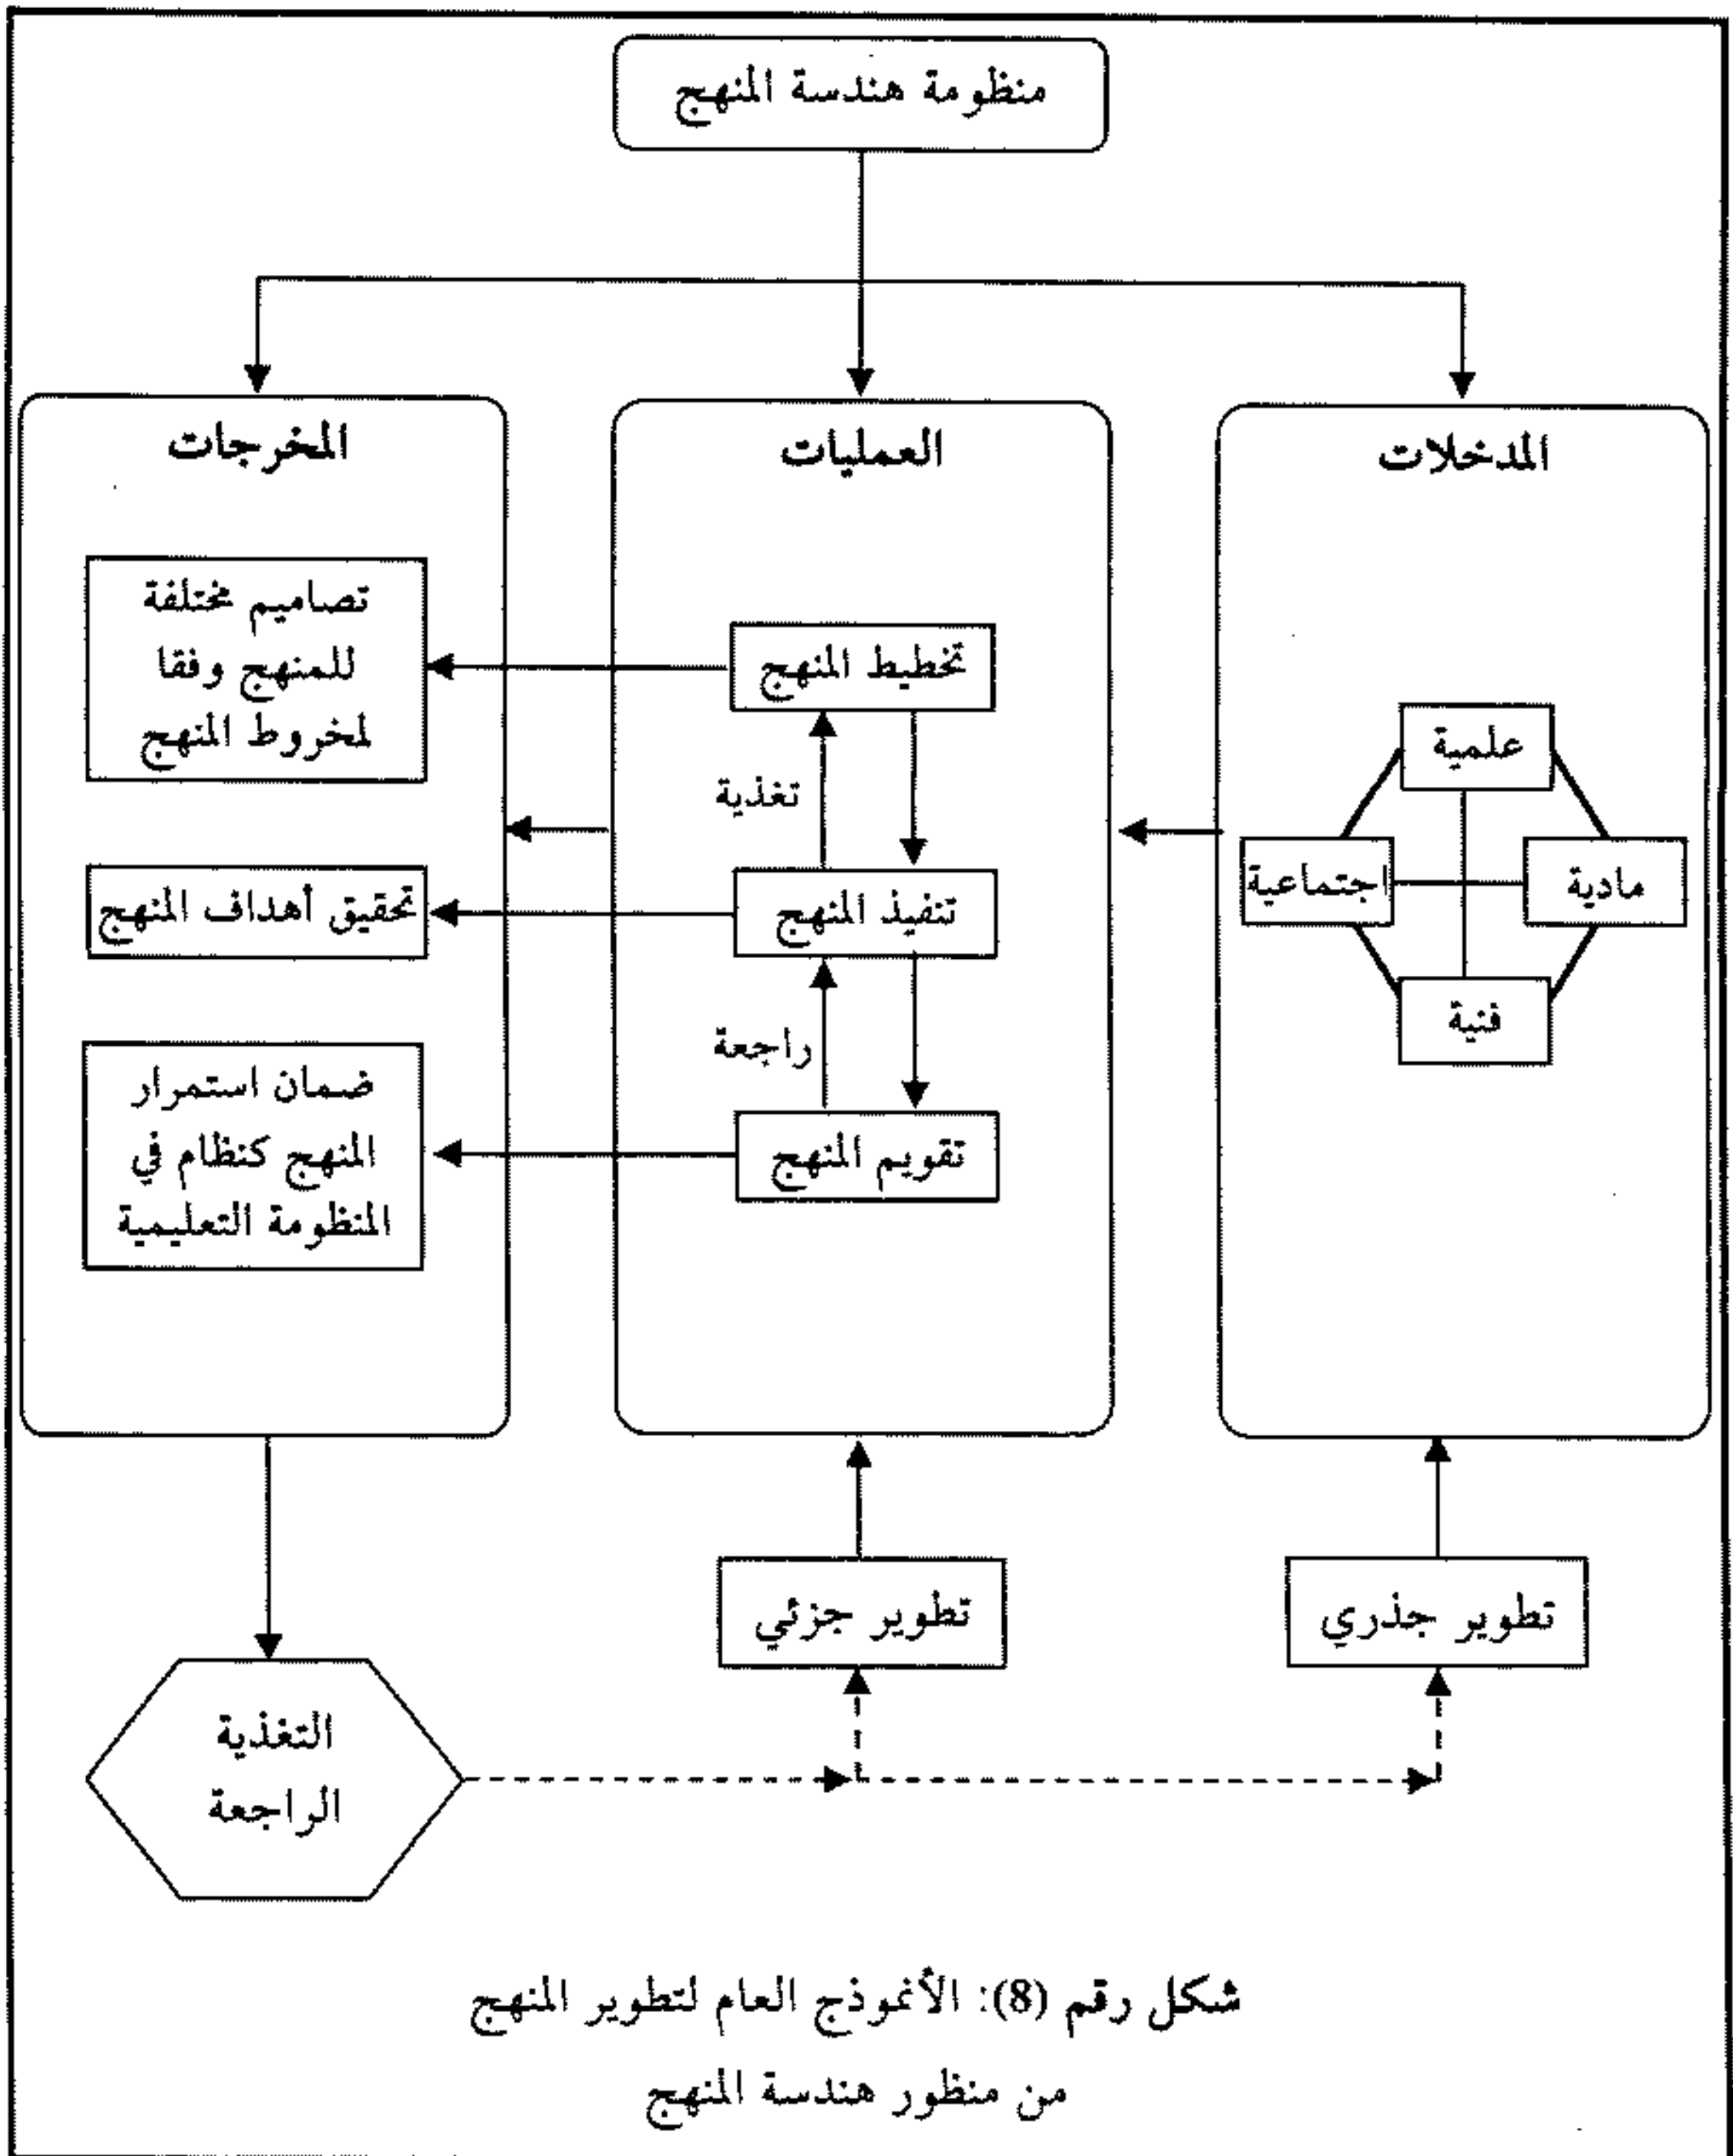 منظومة هندسة المنهج
المدخلات
علمية
مادية
اجتماعية
فنية
العمليات
تخطيط المنهج
تغذية
تنفيذ المنهج
راجعة
تقويم المنهج
المخرجات
تصاميم مختلفة
للمنهج وفقا
لمخروط المنهج
تحقيق أهداف المنهج
ضمان استمرار
المنهج كنظام في
المنظومة التعليمية
تطوير جذري
تطوير جزئي
التغذية
الراجعة
شكل رقم (8): الأنموذج العام لتطوير المنهج
من منظور هندسة المنهج